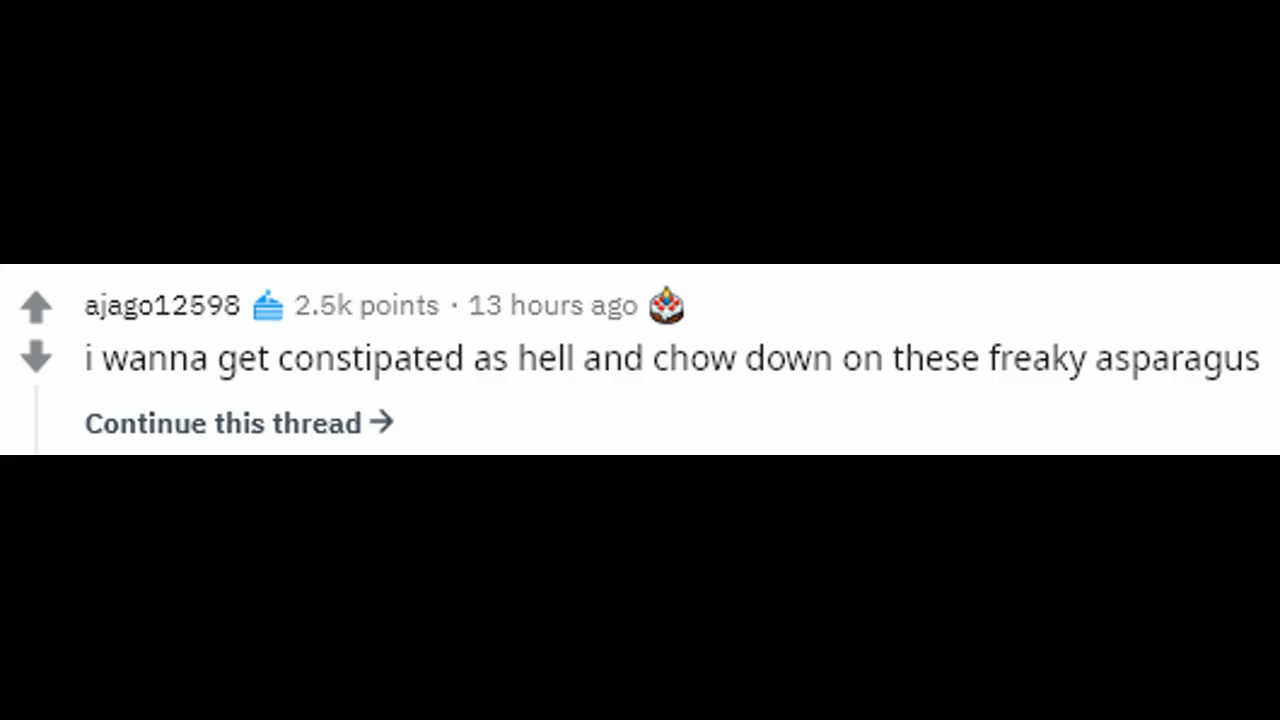 ajago12598 2.5k points · 13 hours ago
i wanna get constipated as hell and chow down on these freaky asparagus
Continue this thread →